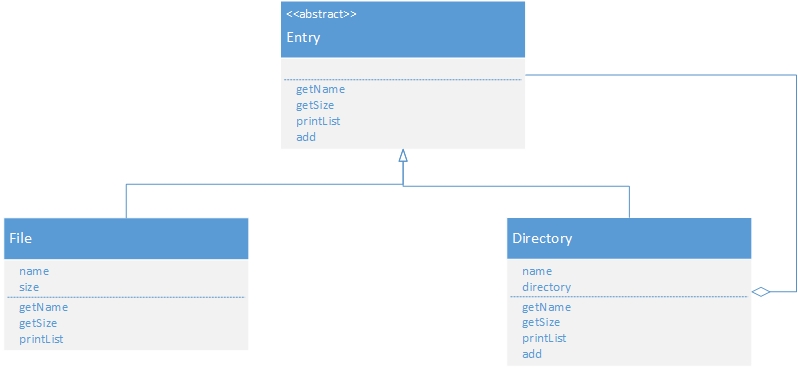 <<abstract>>
Entry
getName
getSize
printList
add
File
name
size
getName
getSize
printList
Directory
name
directory
getName
getSize
printList
add